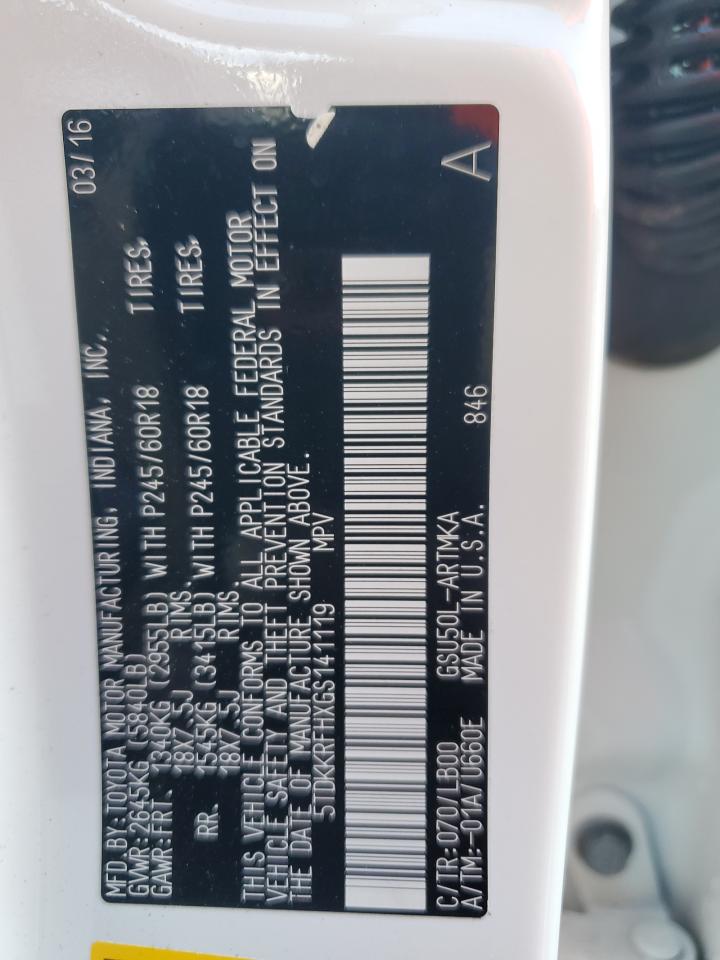 MFD.BY:TOYOTA MOTOR MANUFACTURING, INDIANA, INC. 03/16
GVWR:2645KG (5840LB)
GAWR:FRT. 1340KG (2955LB) WITH P245/60R18 TIRES,
18X7.5J RIMS.
RR. 1545KG (3415LB) WITH P245/60R18 TIRES,
18X7.5J RIMS
THIS VEHICLE CONFORMS TO ALL APPLICABLE FEDERAL MOTOR
VEHICLE SAFETY AND THEFT PREVENTION STANDARDS IN EFFECT ON
THE DATE OF MANUFACTURE SHOWN ABOVE.
5TDKKRFHXGS141119 MPV
C/TR:070/LB00 GSU50L-ARTMKA 846 A
A/TM:-01A/U660E MADE IN U.S.A.